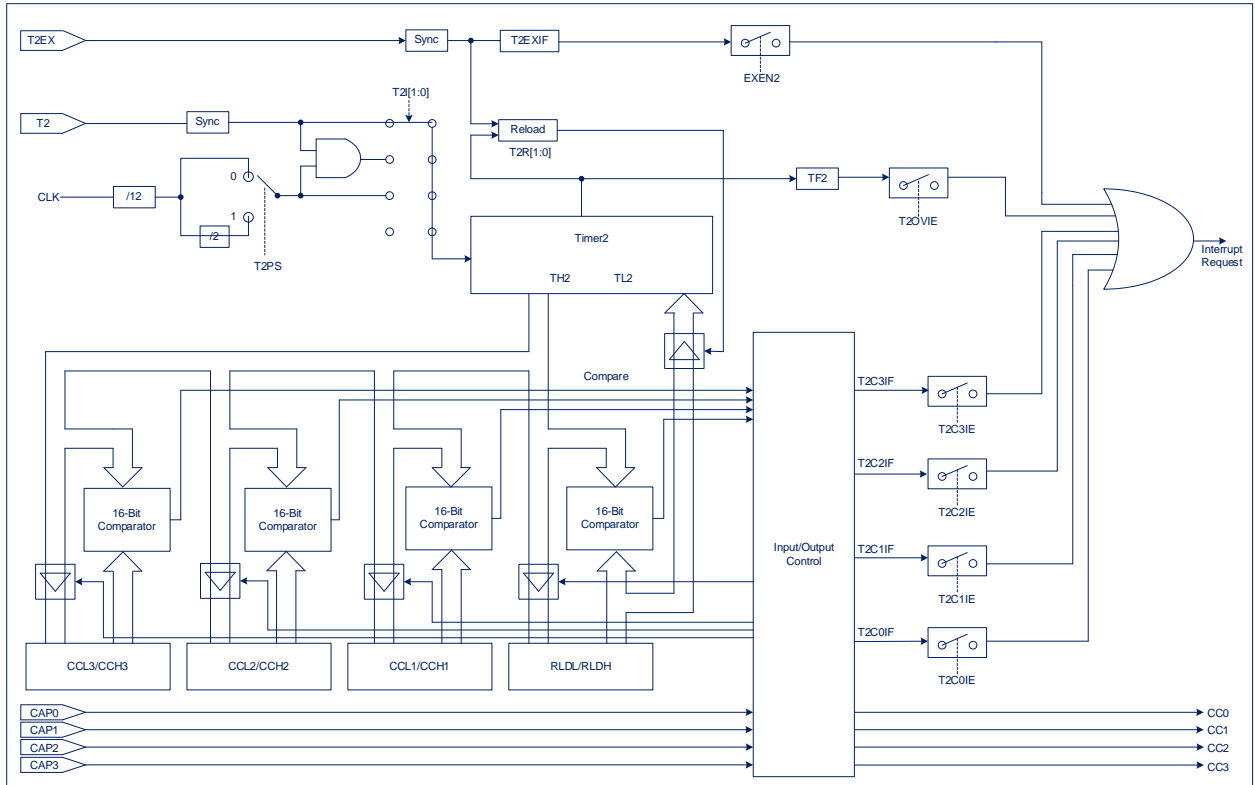 T2EX
Sync
T2EXIF
EXEN2
T2I[1:0]
T2
Sync
Reload
T2R[1:0]
0
CLK
/12
1
/2
T2PS
TF2
T2OVIE
Timer2
TH2
TL2
Interrupt
Request
Compare
16-Bit
Comparator
16-Bit
Comparator
16-Bit
Comparator
16-Bit
Comparator
Input/Output
Control
T2C3IF
T2C3IE
T2C2IF
T2C2IE
T2C1IF
T2C1IE
T2C0IF
T2C0IE
CCL3/CCH3
CCL2/CCH2
CCL1/CCH1
RLDL/RLDH
CAP0
CAP1
CAP2
CAP3
CC0
CC1
CC2
CC3